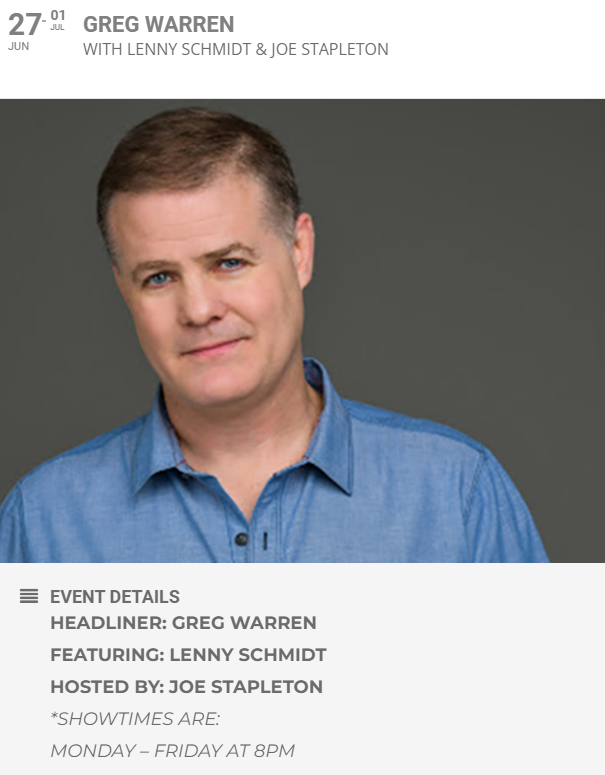 27 - 01
JUN JUL
GREG WARREN
WITH LENNY SCHMIDT & JOE STAPLETON
EVENT DETAILS
HEADLINER: GREG WARREN
FEATURING: LENNY SCHMIDT
HOSTED BY: JOE STAPLETON
*SHOWTIMES ARE:
MONDAY – FRIDAY AT 8PM